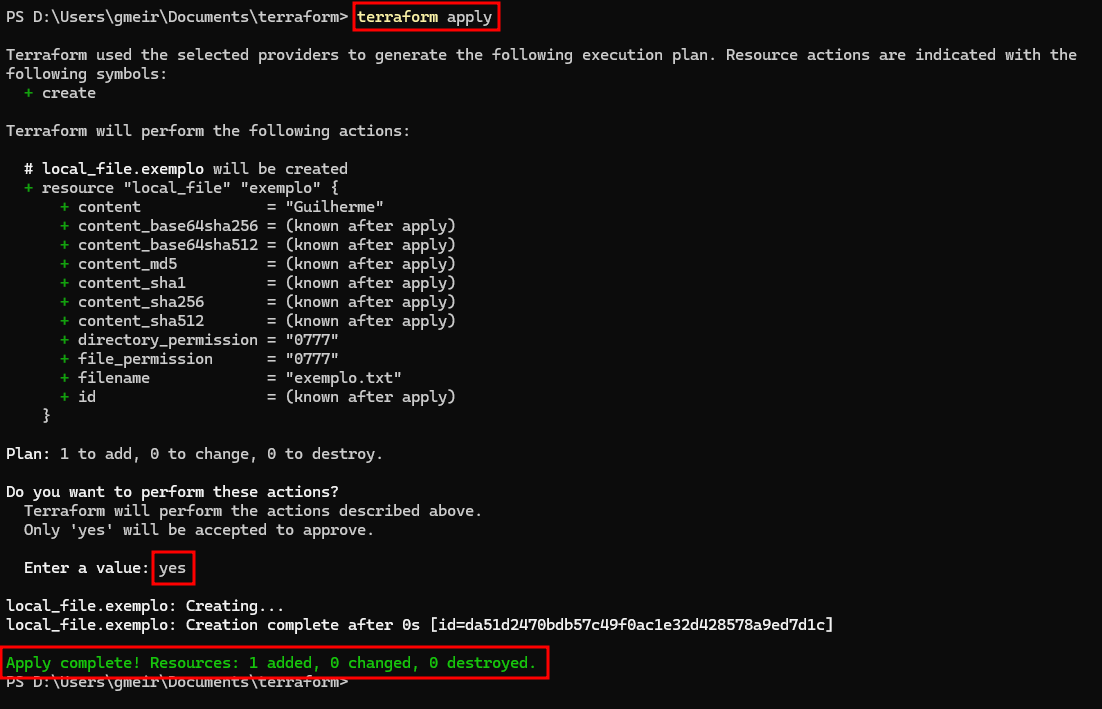 PS D:\Users\gmeir\Documents\terraform> terraform apply
Terraform used the selected providers to generate the following execution plan. Resource actions are indicated with the
following symbols:
+ create
Terraform will perform the following actions:
# local_file.exemplo will be created
+ resource "local_file" "exemplo" {
+ content = "Guilherme"
+ content_base64sha256 = (known after apply)
+ content_base64sha512 = (known after apply)
+ content_md5 = (known after apply)
+ content_sha1 = (known after apply)
+ content_sha256 = (known after apply)
+ content_sha512 = (known after apply)
+ directory_permission = "0777"
+ file_permission = "0777"
+ filename = "exemplo.txt"
+ id = (known after apply)
}
Plan: 1 to add, 0 to change, 0 to destroy.
Do you want to perform these actions?
Terraform will perform the actions described above.
Only 'yes' will be accepted to approve.
Enter a value: yes
local_file.exemplo: Creating...
local_file.exemplo: Creation complete after 0s [id=da51d2470bdb57c49f0ac1e32d428578a9ed7d1c]
Apply complete! Resources: 1 added, 0 changed, 0 destroyed.
PS D:\Users\gmeir\Documents\terraform>